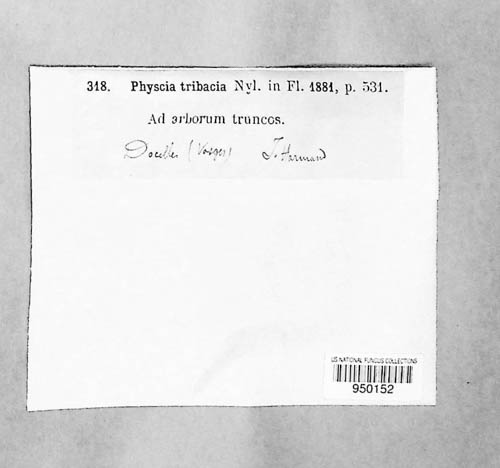 318. Physcia tribacia Nyl. in Fl. 1881, p. 531.
Ad arborum truncos.
Docelles (Vosges) J. Harmand
US NATIONAL FUNGUS COLLECTIONS
950152